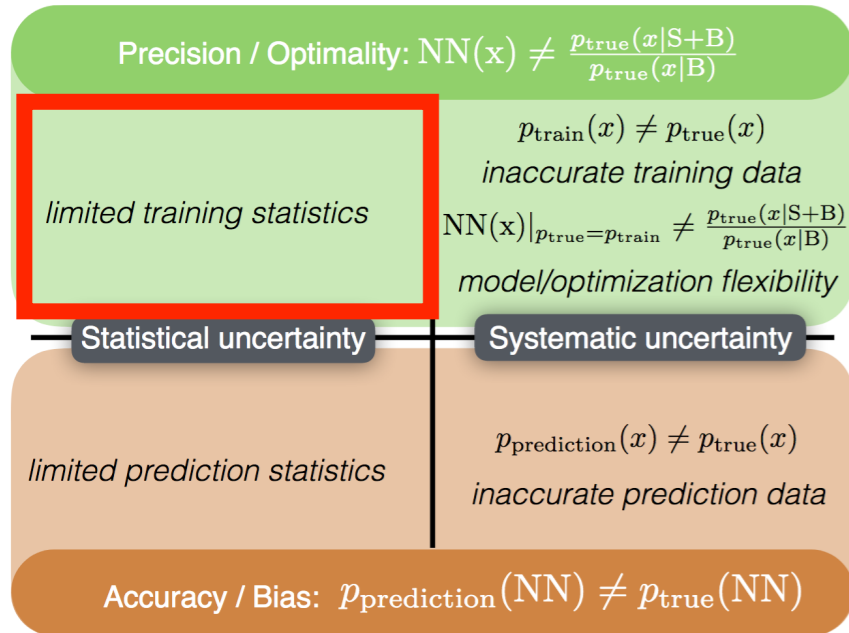 Precision / Optimality: NN(x) ≠ p_true(x|S+B) / p_true(x|B)
limited training statistics
p_train(x) ≠ p_true(x)
inaccurate training data
NN(x)|p_true=p_train ≠ p_true(x|S+B) / p_true(x|B)
model/optimization flexibility
Statistical uncertainty
Systematic uncertainty
limited prediction statistics
p_prediction(x) ≠ p_true(x)
inaccurate prediction data
Accuracy / Bias: p_prediction(NN) ≠ p_true(NN)